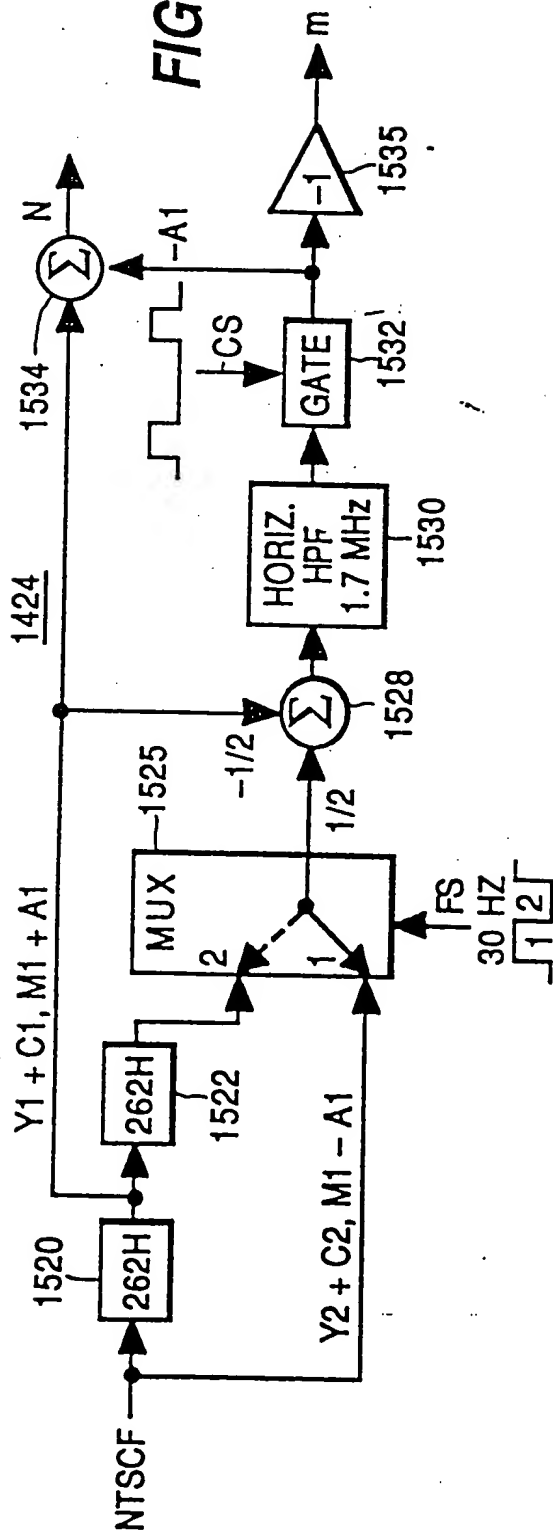 FIG
1424
NTSCF
1520
262H
Y1 + C1, M1 + A1
262H
1522
Y2 + C2, M1 - A1
MUX
1525
2
1
FS
30 HZ
1 2
-1/2
1/2
Σ
1528
HORIZ.
HPF
1.7 MHz
1530
CS
GATE
1532
-A1
1534
Σ
N
-1
1535
m